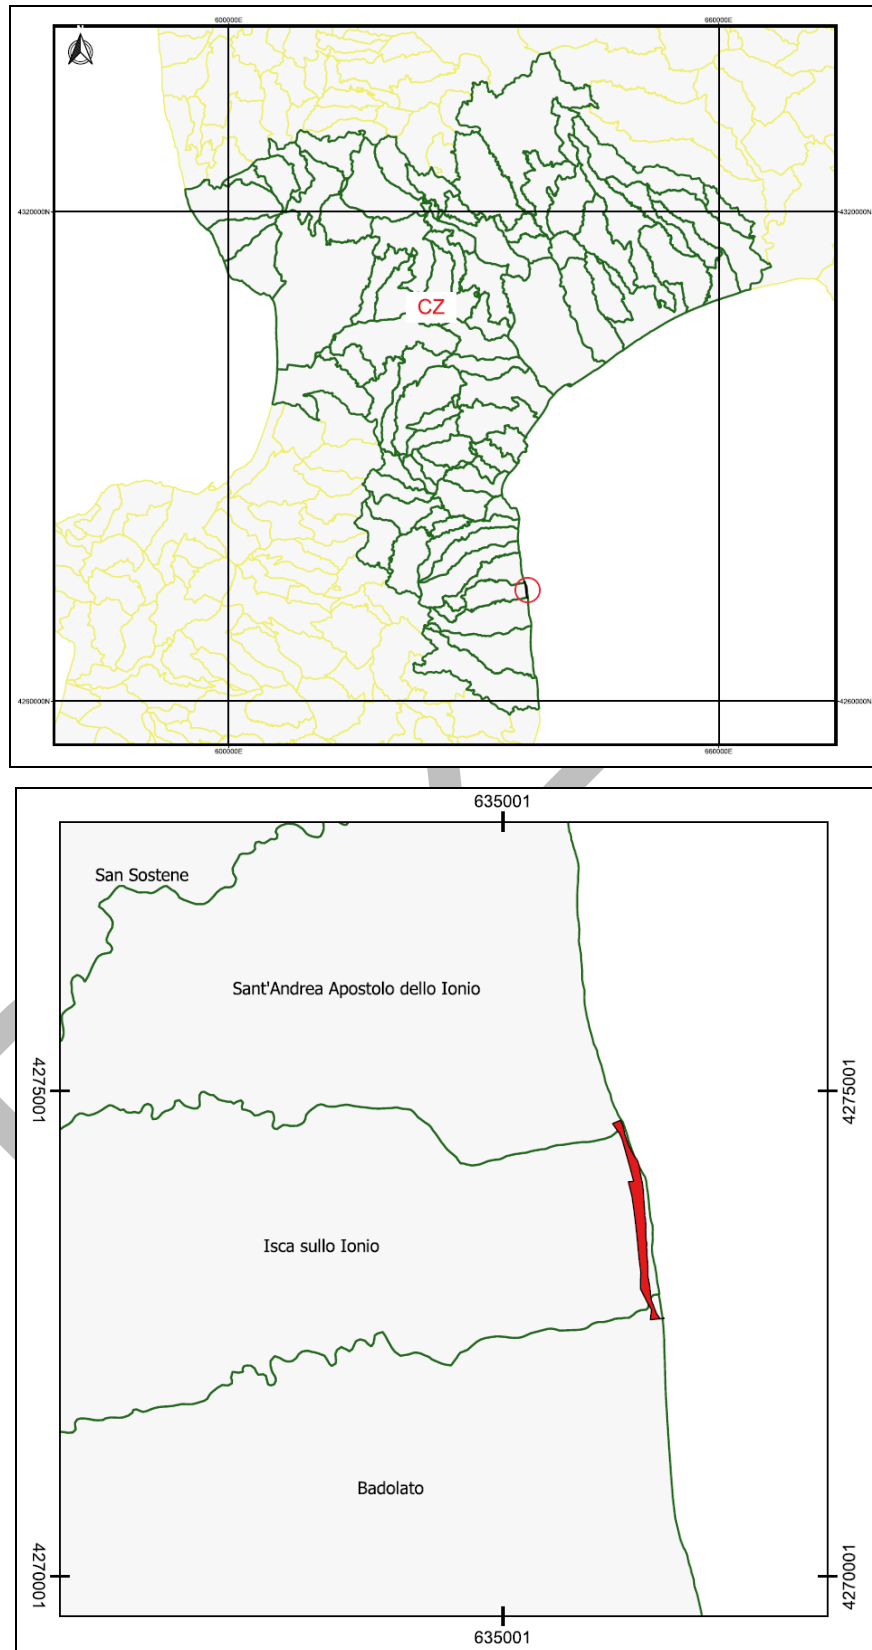 600000E 660000E
N
4320000N 4320000N
CZ
4260000N 4260000N
600000E 660000E
635001
San Sostene
Sant'Andrea Apostolo dello Ionio
4275001 4275001
Isca sullo Ionio
Badolato
4270001 4270001
635001